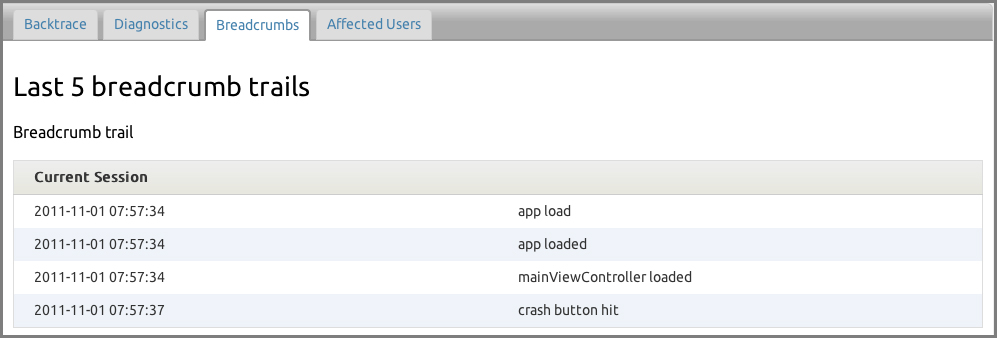 Backtrace Diagnostics Breadcrumbs Affected Users
Last 5 breadcrumb trails
Breadcrumb trail
Current Session
2011-11-01 07:57:34 app load
2011-11-01 07:57:34 app loaded
2011-11-01 07:57:34 mainViewController loaded
2011-11-01 07:57:37 crash button hit